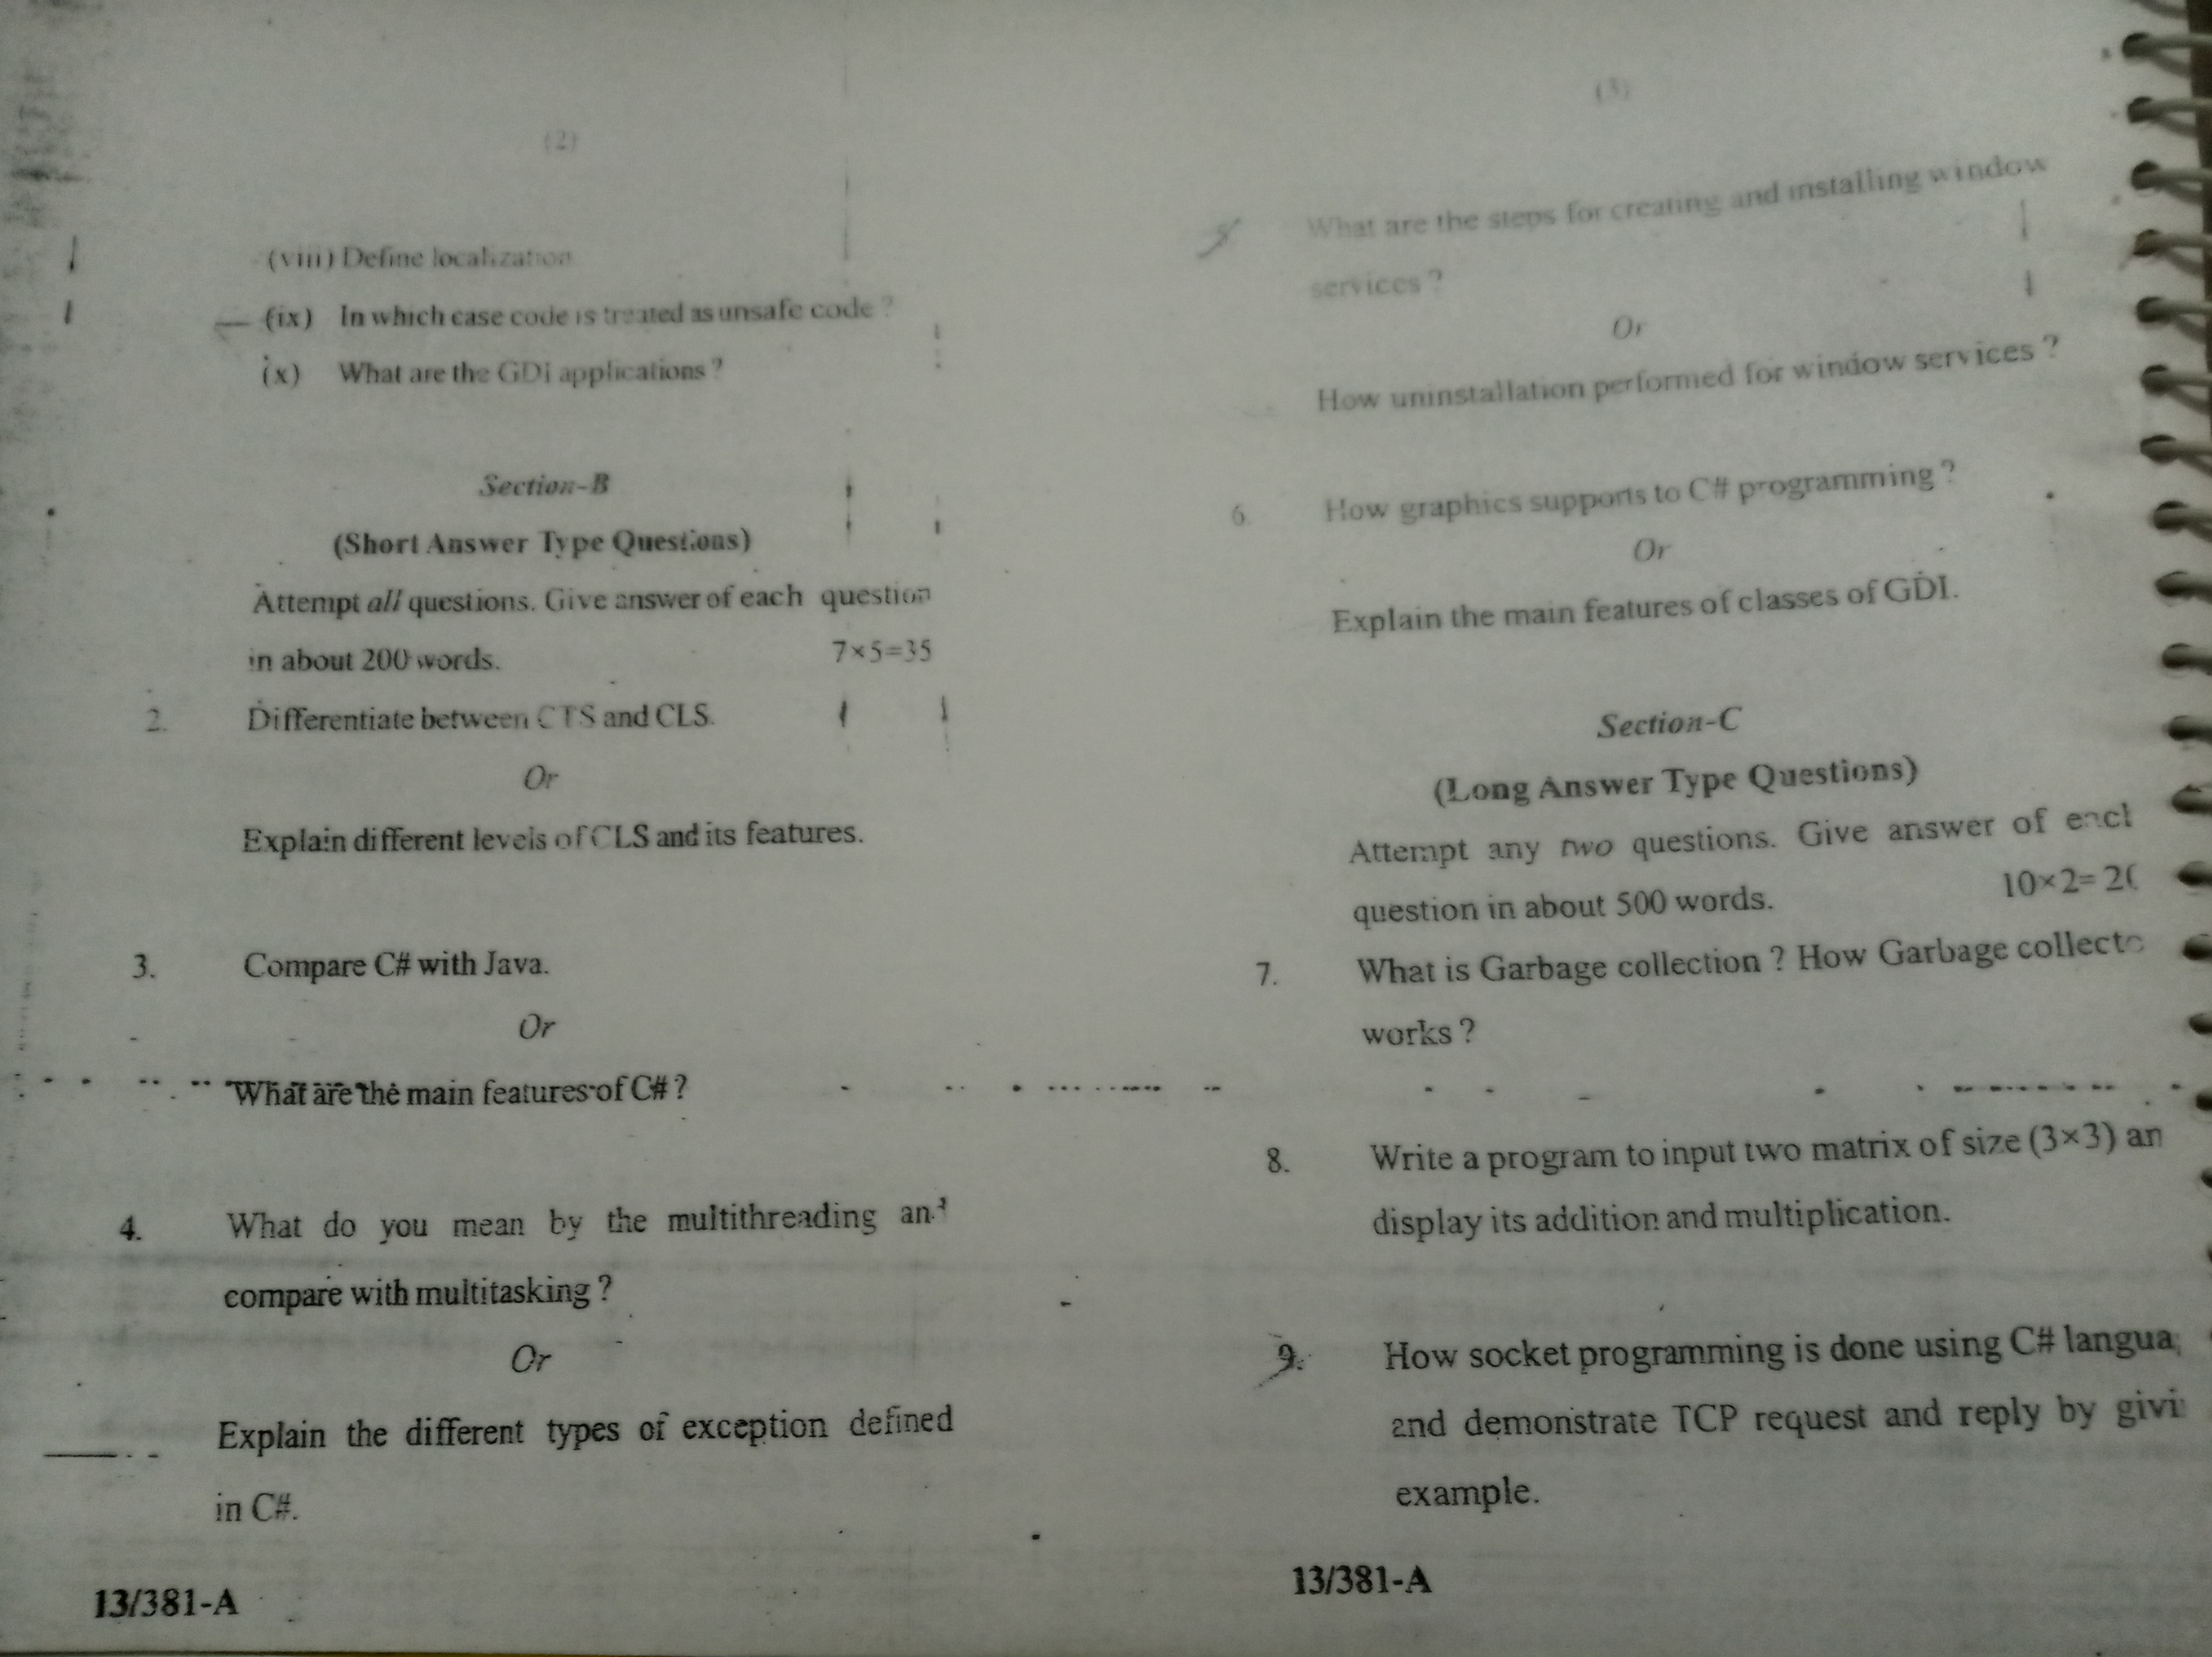 (2)
(viii) Define localization
(ix) In which case code is treated as unsafe code ?
(x) What are the GDI applications ?
Section-B
(Short Answer Type Questions)
Attempt all questions. Give answer of each question
in about 200 words. 7×5=35
2. Differentiate between CTS and CLS.
Or
Explain different levels of CLS and its features.
3. Compare C# with Java.
Or
What are the main features of C# ?
4. What do you mean by the multithreading and
compare with multitasking ?
Or
Explain the different types of exception defined
in C#.
13/381-A
(3)
5. What are the steps for creating and installing window
services ?
Or
How uninstallation performed for window services ?
6. How graphics supports to C# programming ?
Or
Explain the main features of classes of GDI.
Section-C
(Long Answer Type Questions)
Attempt any two questions. Give answer of each
question in about 500 words. 10×2=20
7. What is Garbage collection ? How Garbage collecto
works ?
8. Write a program to input two matrix of size (3×3) an
display its addition and multiplication.
9. How socket programming is done using C# langua
and demonstrate TCP request and reply by givi
example.
13/381-A